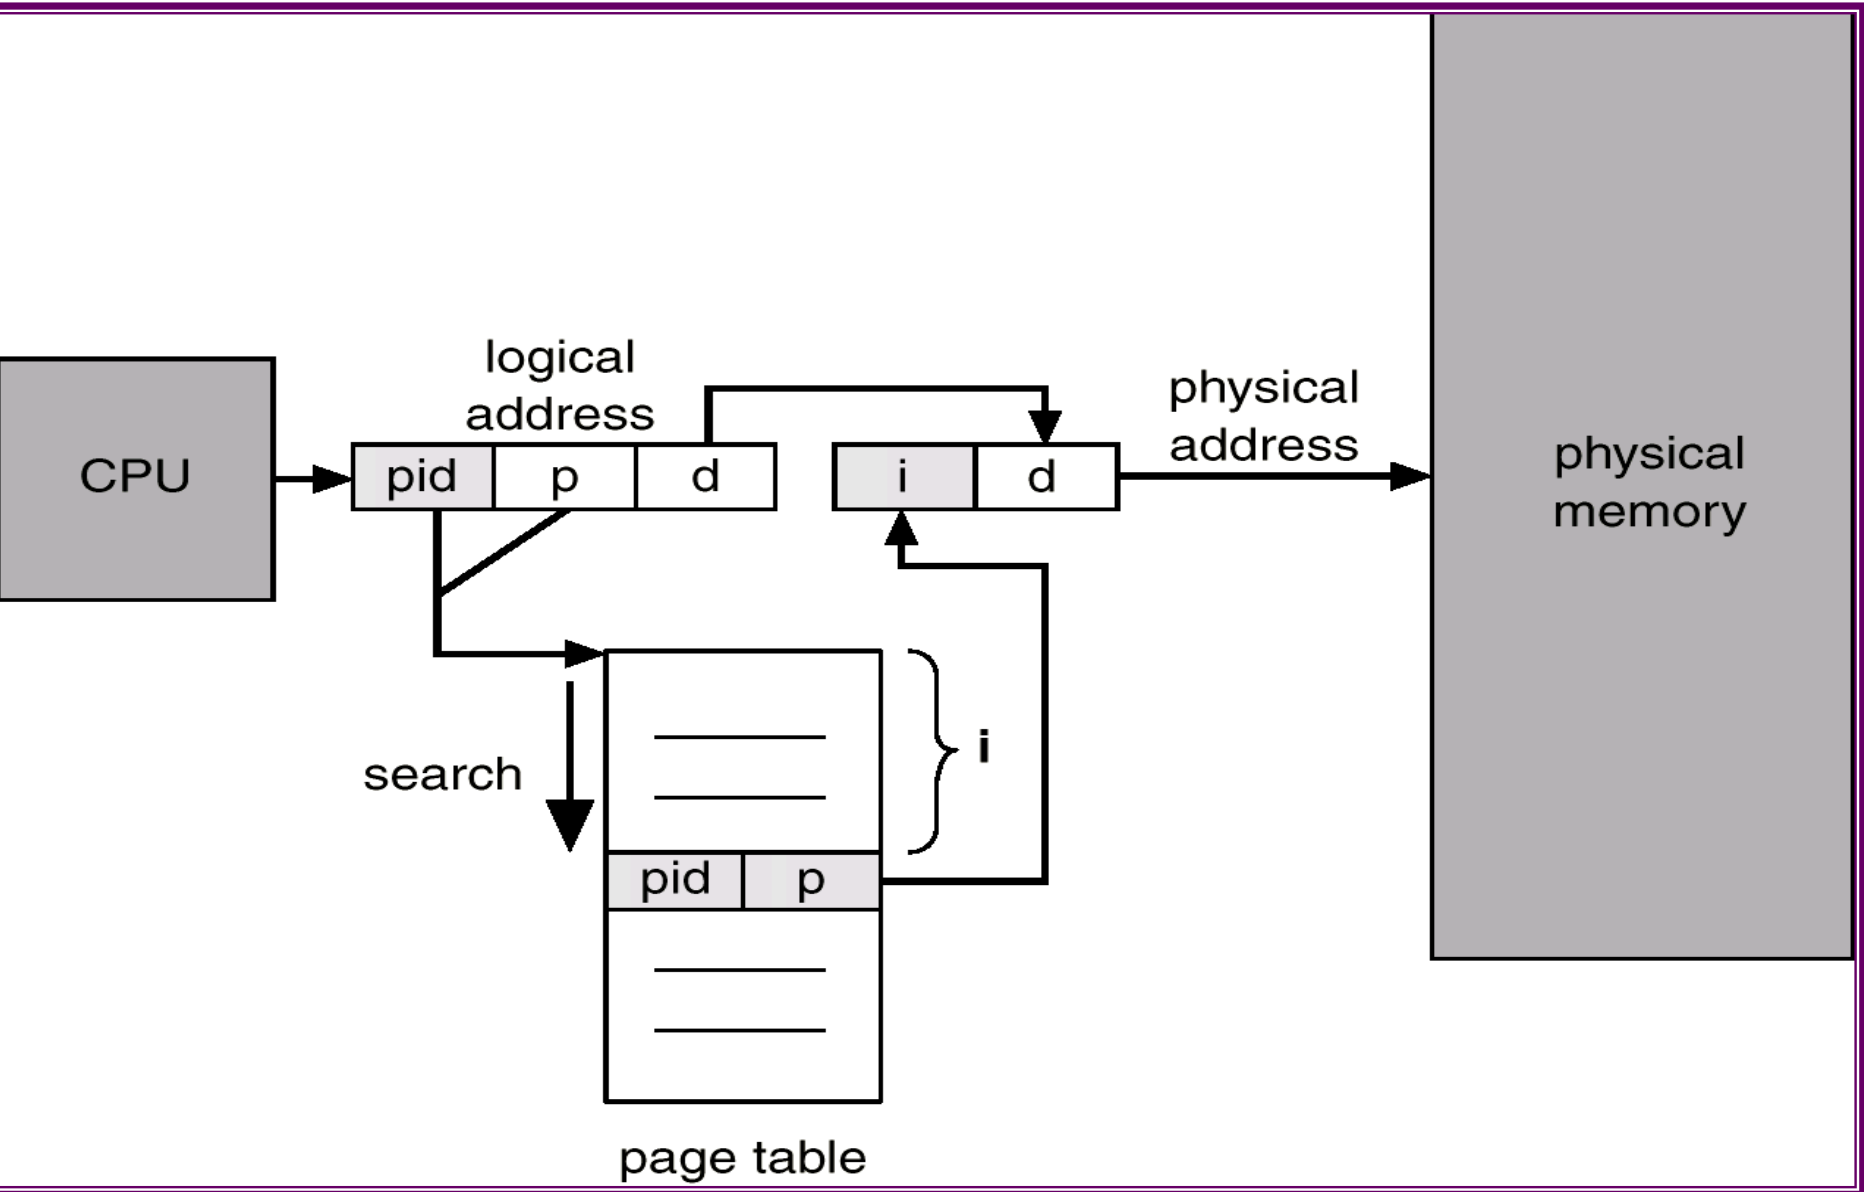 logical
address
physical
address
CPU
pid
p
d
i
d
physical
memory
search
i
pid
p
page table